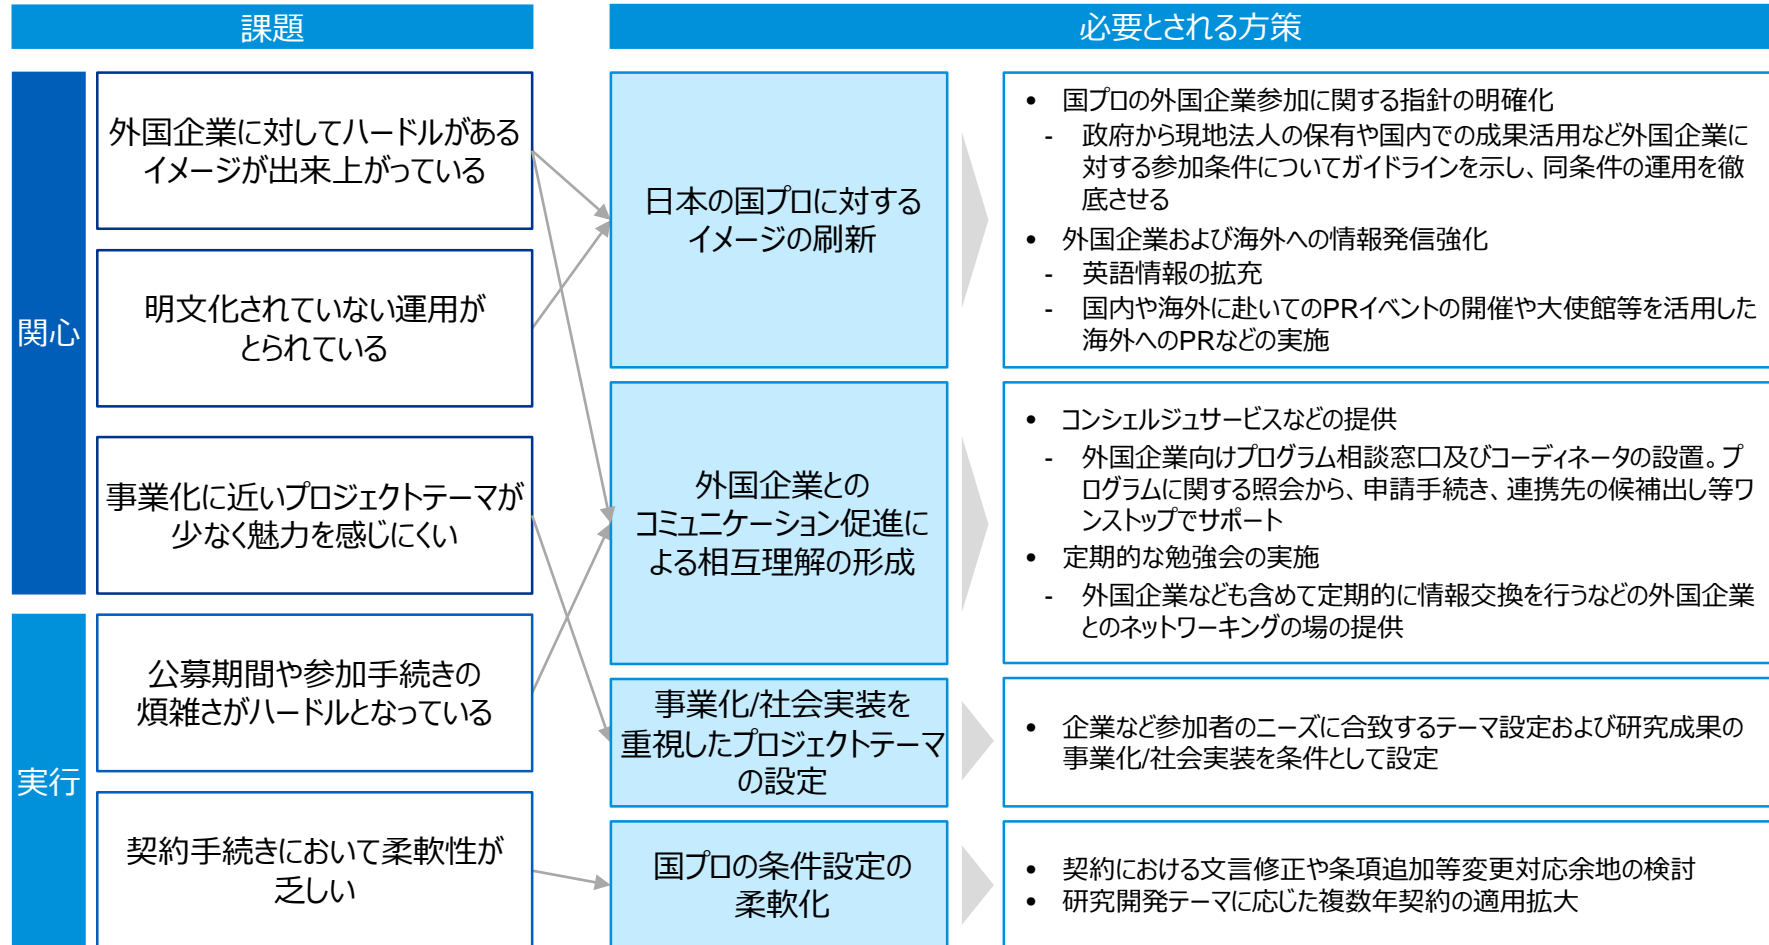 課題
必要とされる方策
関心
外国企業に対してハードルがある
イメージが出来上がっている
明文化されていない運用が
とられている
事業化に近いプロジェクトテーマが
少なく魅力を感じにくい
実行
公募期間や参加手続きの
煩雑さがハードルとなっている
契約手続きにおいて柔軟性が
乏しい
日本の国プロに対する
イメージの刷新
• 国プロの外国企業参加に関する指針の明確化
- 政府から現地法人の保有や国内での成果活用など外国企業に
対する参加条件についてガイドラインを示し、同条件の運用を徹
底させる
• 外国企業および海外への情報発信強化
- 英語情報の拡充
- 国内や海外に赴いてのPRイベントの開催や大使館等を活用した
海外へのPRなどの実施
外国企業との
コミュニケーション促進に
よる相互理解の形成
• コンシェルジュサービスなどの提供
- 外国企業向けプログラム相談窓口及びコーディネータの設置。プ
ログラムに関する照会から、申請手続き、連携先の候補出し等ワ
ンストップでサポート
• 定期的な勉強会の実施
- 外国企業なども含めて定期的に情報交換を行うなどの外国企業
とのネットワーキングの場の提供
事業化/社会実装を
重視したプロジェクトテーマ
の設定
• 企業など参加者のニーズに合致するテーマ設定および研究成果の
事業化/社会実装を条件として設定
国プロの条件設定の
柔軟化
• 契約における文言修正や条項追加等変更対応余地の検討
• 研究開発テーマに応じた複数年契約の適用拡大